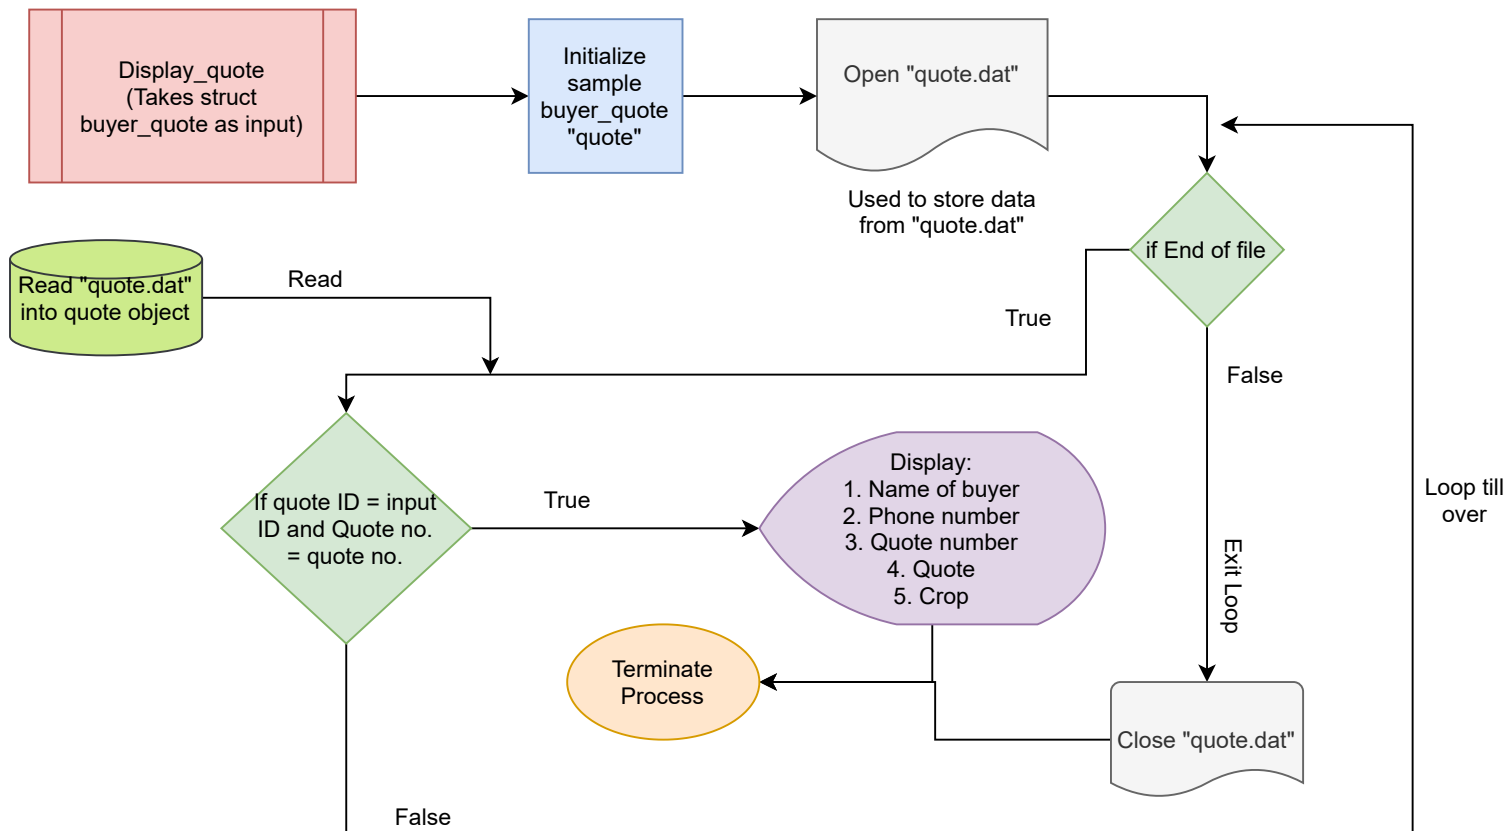 Display_quote
(Takes struct
buyer_quote as input)
Initialize
sample
buyer_quote
"quote"
Open "quote.dat"
Used to store data
from "quote.dat"
if End of file
Read "quote.dat"
into quote object
Read
True
False
If quote ID = input
ID and Quote no.
= quote no.
True
Display:
1. Name of buyer
2. Phone number
3. Quote number
4. Quote
5. Crop
Loop till
over
Exit Loop
Terminate
Process
Close "quote.dat"
False